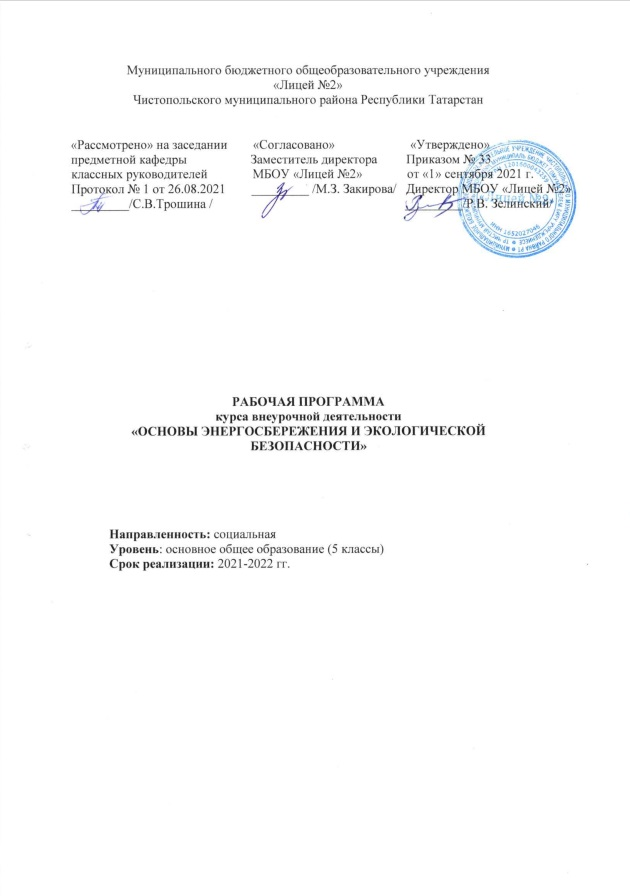 Муниципального бюджетного общеобразовательного учреждения
«Лицей №2»
Чистопольского муниципального района Республики Татарстан
«Рассмотрено» на заседании
предметной кафедры
классных руководителей
Протокол № 1 от 26.08.2021
_________/С.В.Трошина /
«Согласовано»
Заместитель директора
МБОУ «Лицей №2»
_________ /М.З. Закирова/
«Утверждено»
Приказом № 33
от «1» сентября 2021 г.
Директор МБОУ «Лицей №2»
_________/Р.В. Зелинский/
РАБОЧАЯ ПРОГРАММА
курса внеурочной деятельности
«ОСНОВЫ ЭНЕРГОСБЕРЕЖЕНИЯ И ЭКОЛОГИЧЕСКОЙ
БЕЗОПАСНОСТИ»
Направленность: социальная
Уровень: основное общее образование (5 классы)
Срок реализации: 2021-2022 гг.